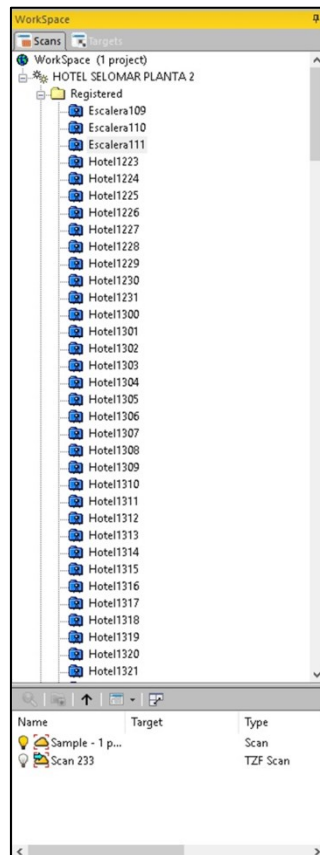 WorkSpace
Scans Targets
WorkSpace (1 project)
HOTEL SELOMAR PLANTA 2
Registered
Escalera109
Escalera110
Escalera111
Hotel1223
Hotel1224
Hotel1225
Hotel1226
Hotel1227
Hotel1228
Hotel1229
Hotel1230
Hotel1231
Hotel1300
Hotel1301
Hotel1302
Hotel1303
Hotel1304
Hotel1305
Hotel1306
Hotel1307
Hotel1308
Hotel1309
Hotel1310
Hotel1311
Hotel1312
Hotel1313
Hotel1314
Hotel1315
Hotel1316
Hotel1317
Hotel1318
Hotel1319
Hotel1320
Hotel1321
Name Target Type
Sample - 1 p... Scan
Scan 233 TZF Scan